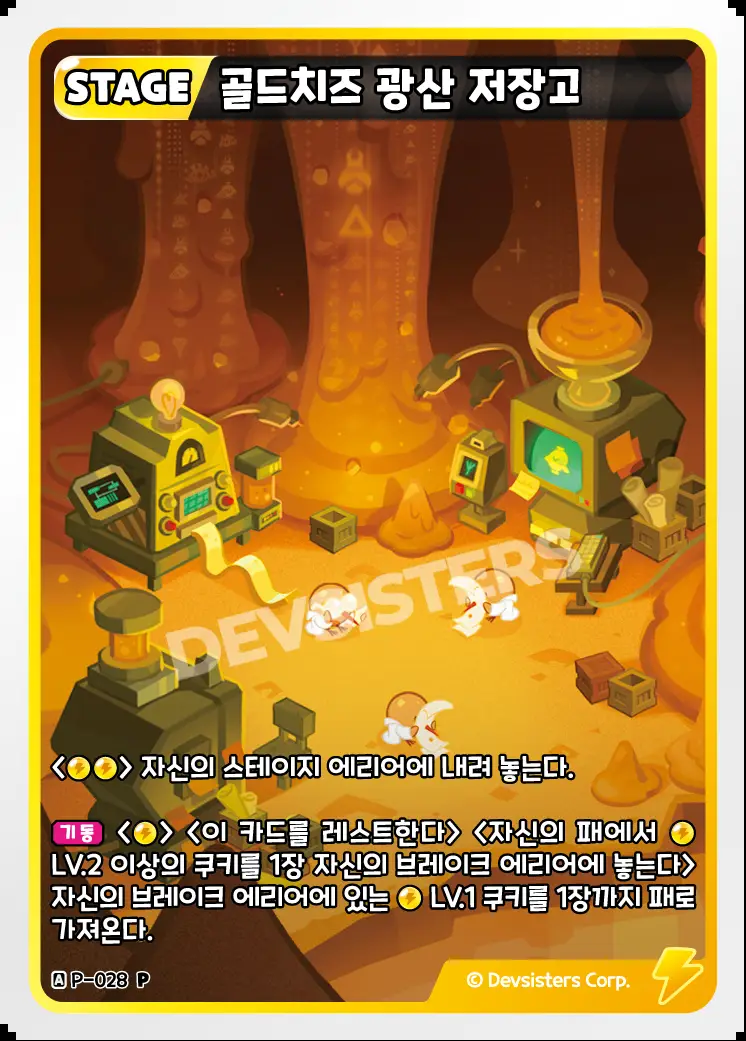 STAGE 골드치즈 광산 저장고
DEVSISTERS
<⚡⚡> 자신의 스테이지 에리어에 내려 놓는다.
기동 <⚡> <이 카드를 레스트한다> <자신의 패에서 ⚡
LV.2 이상의 쿠키를 1장 자신의 브레이크 에리어에 놓는다>
자신의 브레이크 에리어에 있는 ⚡ LV.1 쿠키를 1장까지 패로
가져온다.
A P-028 P
© Devsisters Corp.